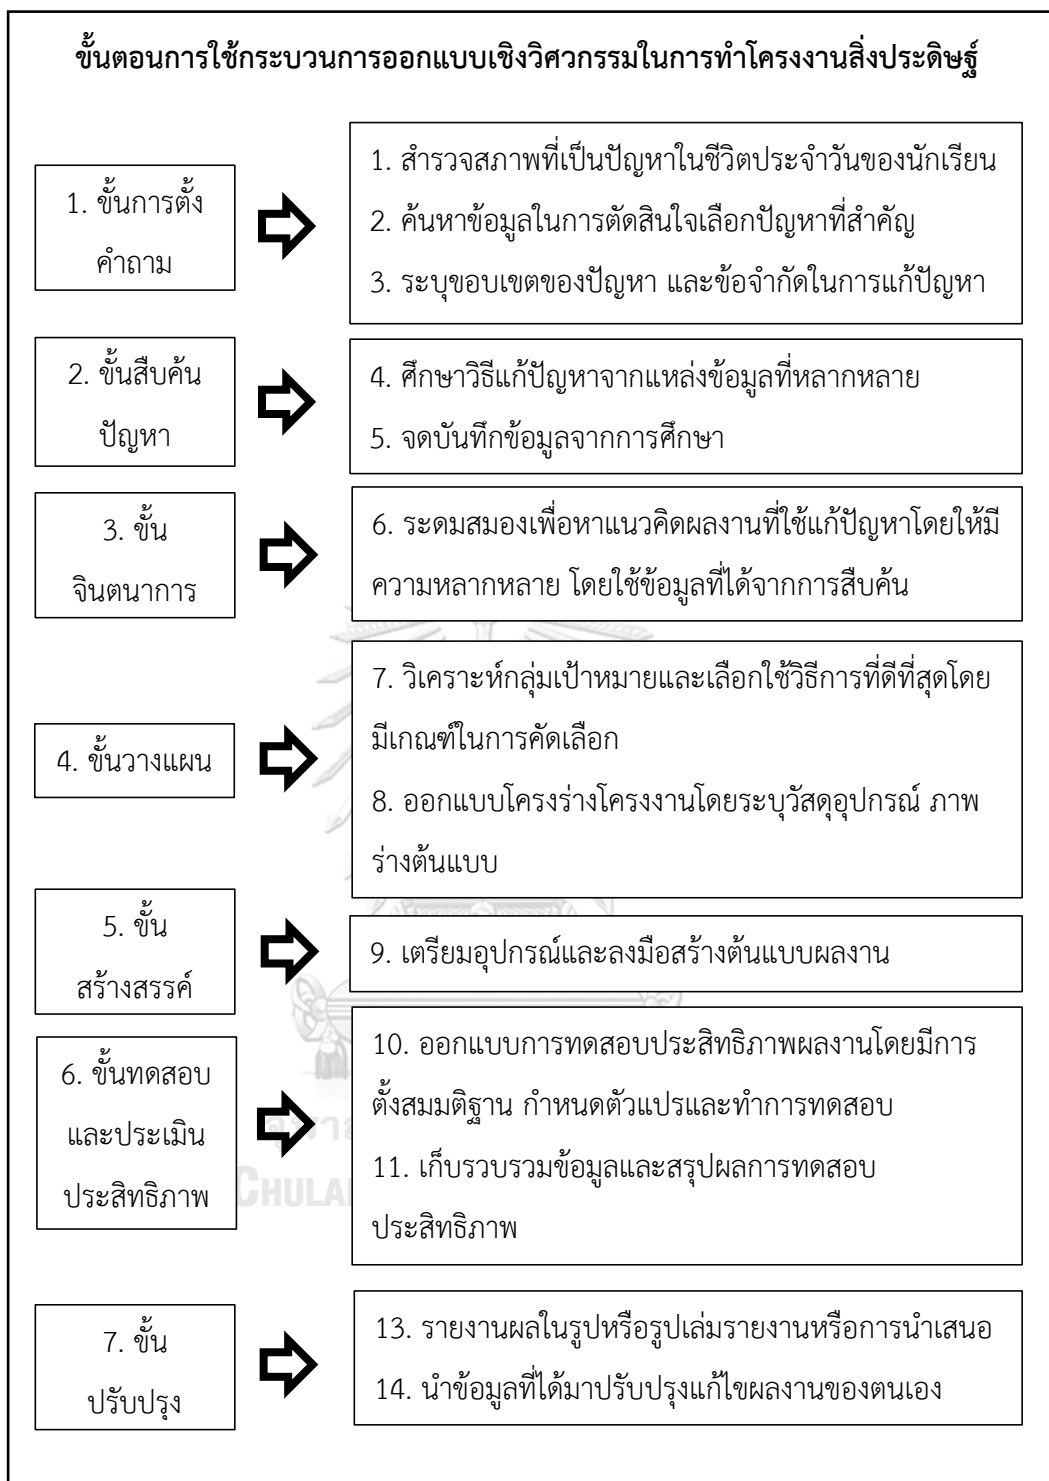 ขั้นตอนการใช้กระบวนการออกแบบเชิงวิศวกรรมในการทำโครงงานสิ่งประดิษฐ์
1. ขั้นการตั้ง
คำถาม
1. สำรวจสภาพที่เป็นปัญหาในชีวิตประจำวันของนักเรียน
2. ค้นหาข้อมูลในการตัดสินใจเลือกปัญหาที่สำคัญ
3. ระบุขอบเขตของปัญหา และข้อจำกัดในการแก้ปัญหา
2. ขั้นสืบค้น
ปัญหา
4. ศึกษาวิธีแก้ปัญหาจากแหล่งข้อมูลที่หลากหลาย
5. จดบันทึกข้อมูลจากการศึกษา
3. ขั้น
จินตนาการ
6. ระดมสมองเพื่อหาแนวคิดผลงานที่ใช้แก้ปัญหาโดยให้มี
ความหลากหลาย โดยใช้ข้อมูลที่ได้จากการสืบค้น
4. ขั้นวางแผน
7. วิเคราะห์กลุ่มเป้าหมายและเลือกใช้วิธีการที่ดีที่สุดโดย
มีเกณฑ์ในการคัดเลือก
8. ออกแบบโครงร่างโครงงานโดยระบุวัสดุอุปกรณ์ ภาพ
ร่างต้นแบบ
5. ขั้น
สร้างสรรค์
9. เตรียมอุปกรณ์และลงมือสร้างต้นแบบผลงาน
6. ขั้นทดสอบ
และประเมิน
ประสิทธิภาพ
10. ออกแบบการทดสอบประสิทธิภาพผลงานโดยมีการ
ตั้งสมมติฐาน กำหนดตัวแปรและทำการทดสอบ
11. เก็บรวบรวมข้อมูลและสรุปผลการทดสอบ
ประสิทธิภาพ
CHULA
7. ขั้น
ปรับปรุง
13. รายงานผลในรูปหรือรูปเล่มรายงานหรือการนำเสนอ
14. นำข้อมูลที่ได้มาปรับปรุงแก้ไขผลงานของตนเอง